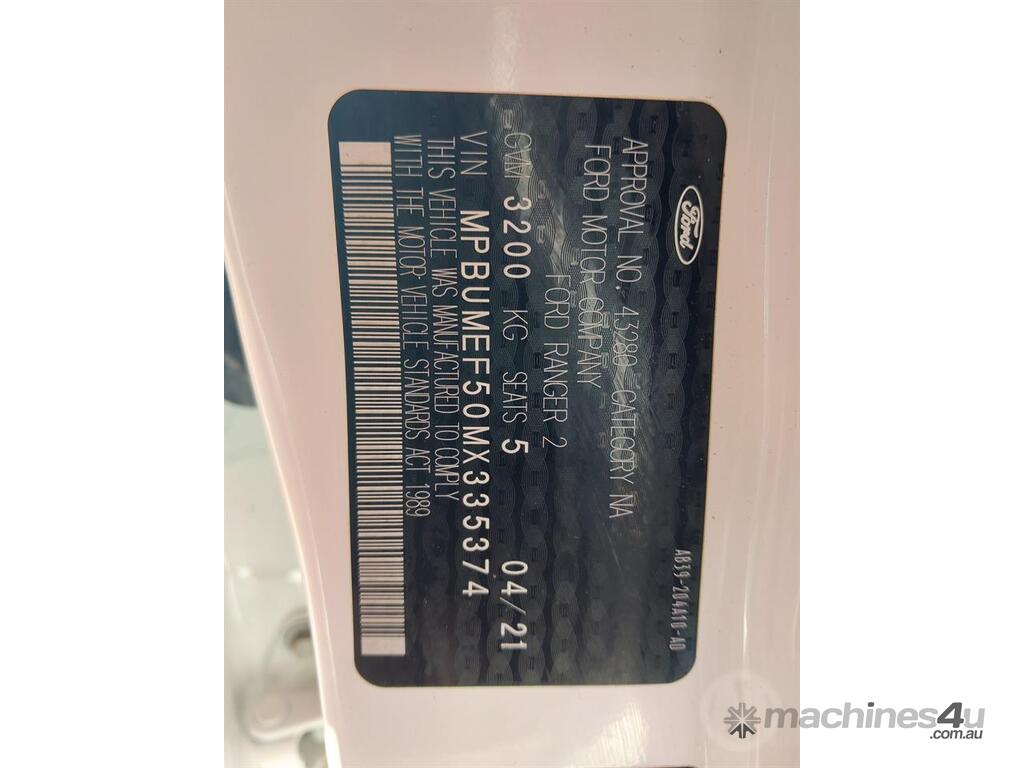 Ford
AB39-204A10-AD
APPROVAL NO. 43280 CATEGORY NA
FORD MOTOR COMPANY
FORD RANGER 2
GVM 3200 KG SEATS 5 04/21
VIN MPBUMEF50MX335374
THIS VEHICLE WAS MANUFACTURED TO COMPLY
WITH THE MOTOR VEHICLE STANDARDS ACT 1989
machines4u
.com.au